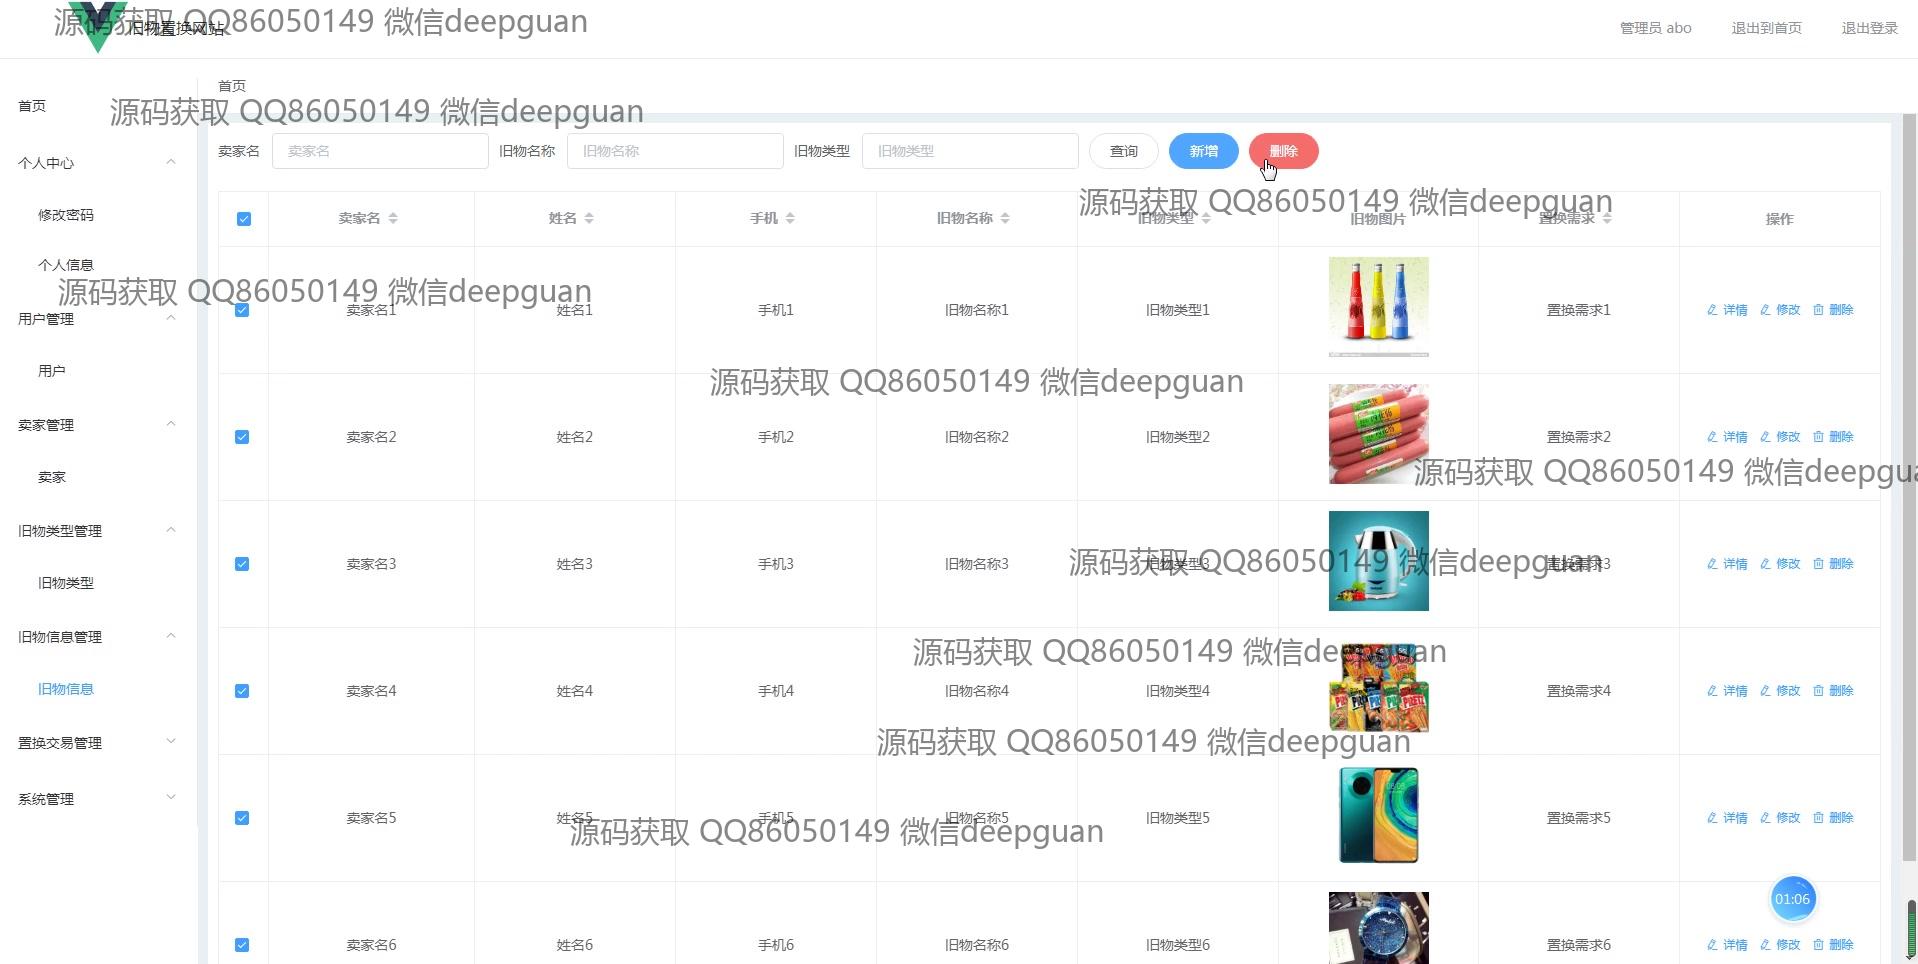 旧物置换网站
管理员 abo 退出到首页 退出登录
源码获取 QQ86050149 微信deepguan
首页
首页
源码获取 QQ86050149 微信deepguan
个人中心
修改密码
个人信息
源码获取 QQ86050149 微信deepguan
用户管理
用户
卖家管理
卖家
旧物类型管理
旧物类型
旧物信息管理
旧物信息
置换交易管理
系统管理
卖家名 卖家名 旧物名称 旧物名称 旧物类型 旧物类型 查询 新增 删除
源码获取 QQ86050149 微信deepguan
卖家名 姓名 手机 旧物名称 旧物类型 旧物图片 置换需求 操作
卖家名1 姓名1 手机1 旧物名称1 旧物类型1 置换需求1 详情 修改 删除
源码获取 QQ86050149 微信deepguan
卖家名2 姓名2 手机2 旧物名称2 旧物类型2 置换需求2 详情 修改 删除
源码获取 QQ86050149 微信deepgua
卖家名3 姓名3 手机3 旧物名称3 旧物类型3 置换需求3 详情 修改 删除
源码获取 QQ86050149 微信deepguan
源码获取 QQ86050149 微信deepguan
卖家名4 姓名4 手机4 旧物名称4 旧物类型4 置换需求4 详情 修改 删除
源码获取 QQ86050149 微信deepguan
卖家名5 姓名5 手机5 旧物名称5 旧物类型5 置换需求5 详情 修改 删除
源码获取 QQ86050149 微信deepguan
01:06
卖家名6 姓名6 手机6 旧物名称6 旧物类型6 置换需求6 详情 修改 删除